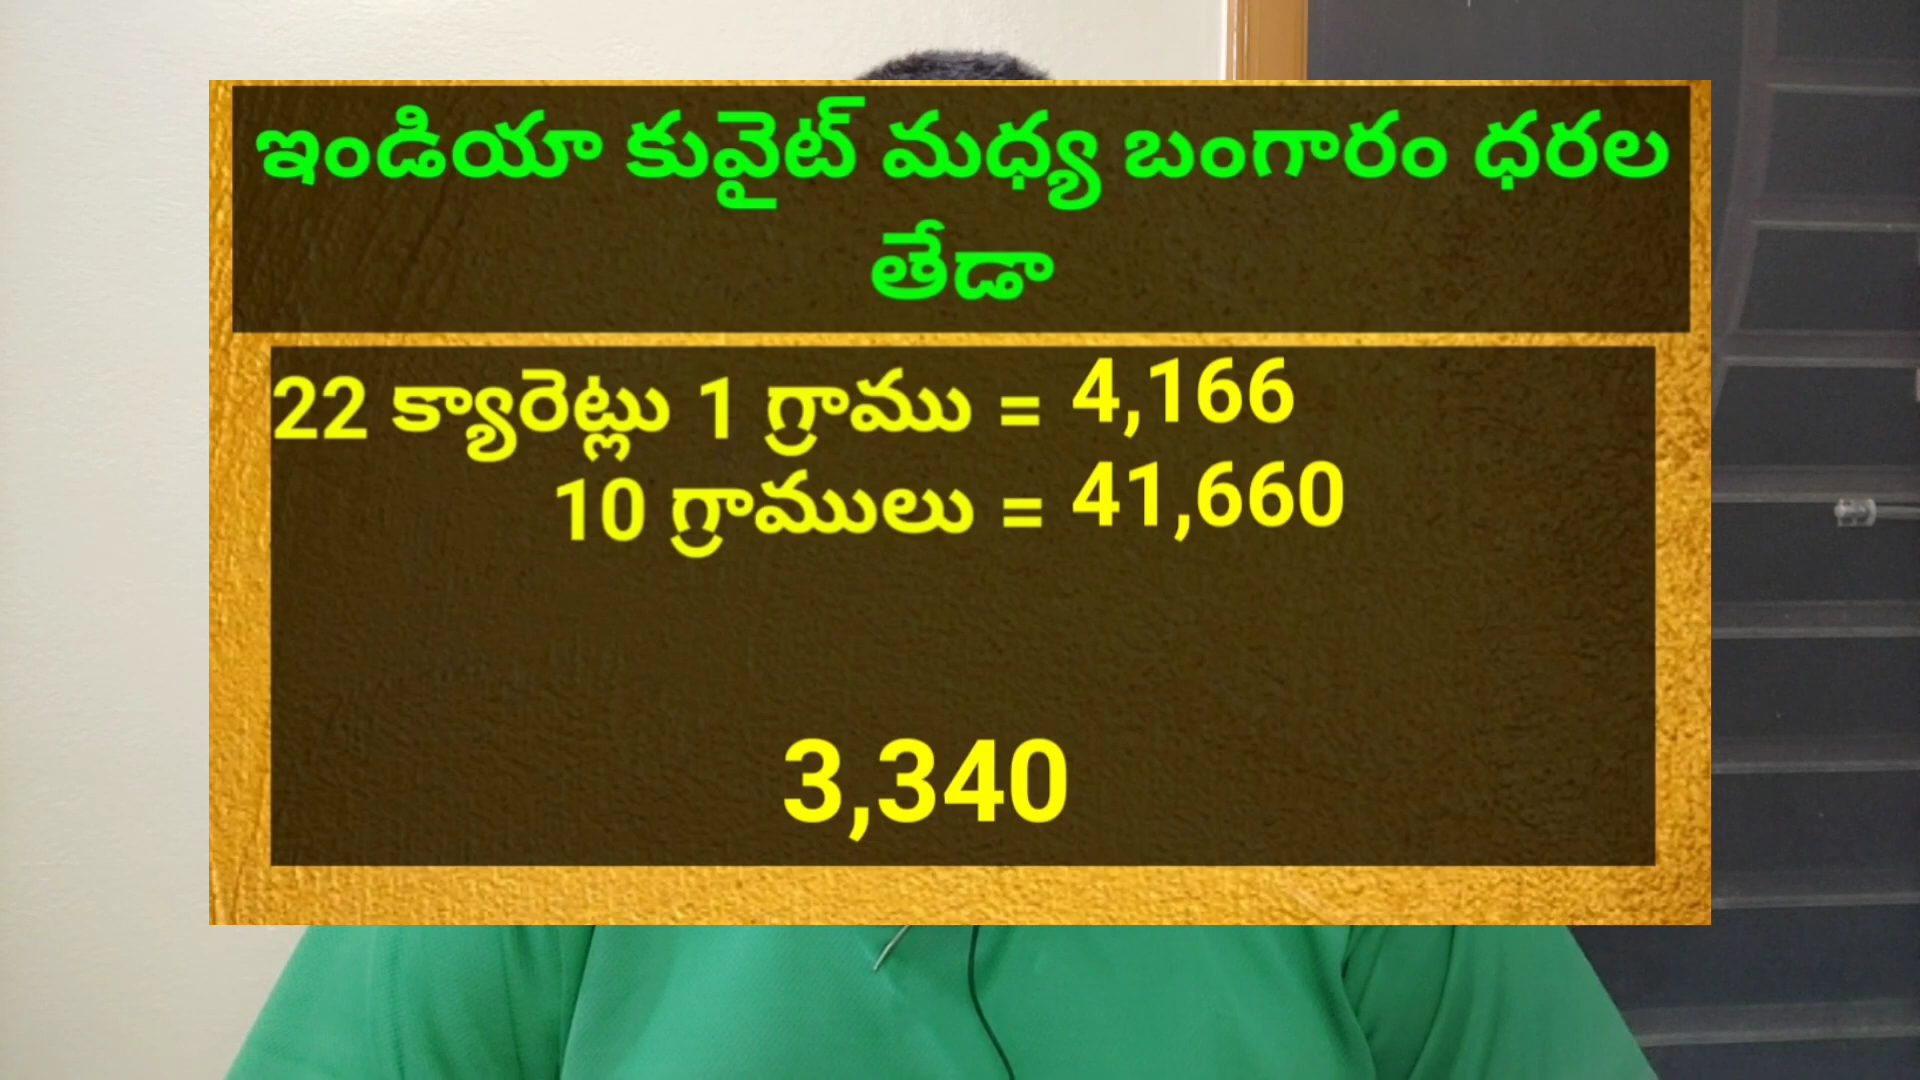 ఇండియా కువైట్ మధ్య బంగారం ధరల
తేడా
22 క్యారెట్లు 1 గ్రాము = 4,166
10 గ్రాములు = 41,660
3,340